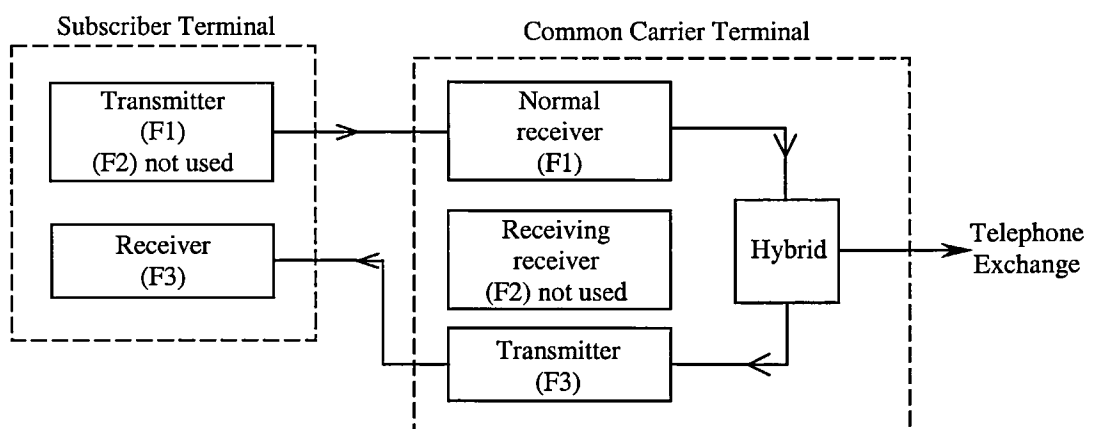 Subscriber Terminal
Common Carrier Terminal
Transmitter
(F1)
(F2) not used
Normal
receiver
(F1)
Receiver
(F3)
Receiving
receiver
(F2) not used
Hybrid
Telephone
Exchange
Transmitter
(F3)